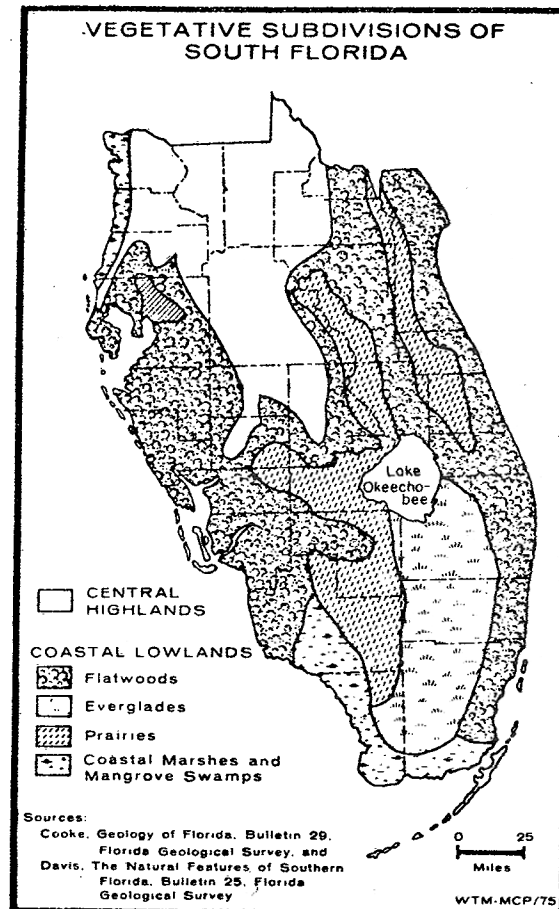 VEGETATIVE SUBDIVISIONS OF
SOUTH FLORIDA
Lake
Okeecho-
bee
CENTRAL
HIGHLANDS
COASTAL LOWLANDS
Flatwoods
Everglades
Prairies
Coastal Marshes and
Mangrove Swamps
Sources:
Cooke, Geology of Florida, Bulletin 29,
Florida Geological Survey, and
Davis, The Natural Features of Southern
Florida, Bulletin 25, Florida
Geological Survey
0 25
Miles
WTM-MCP/75